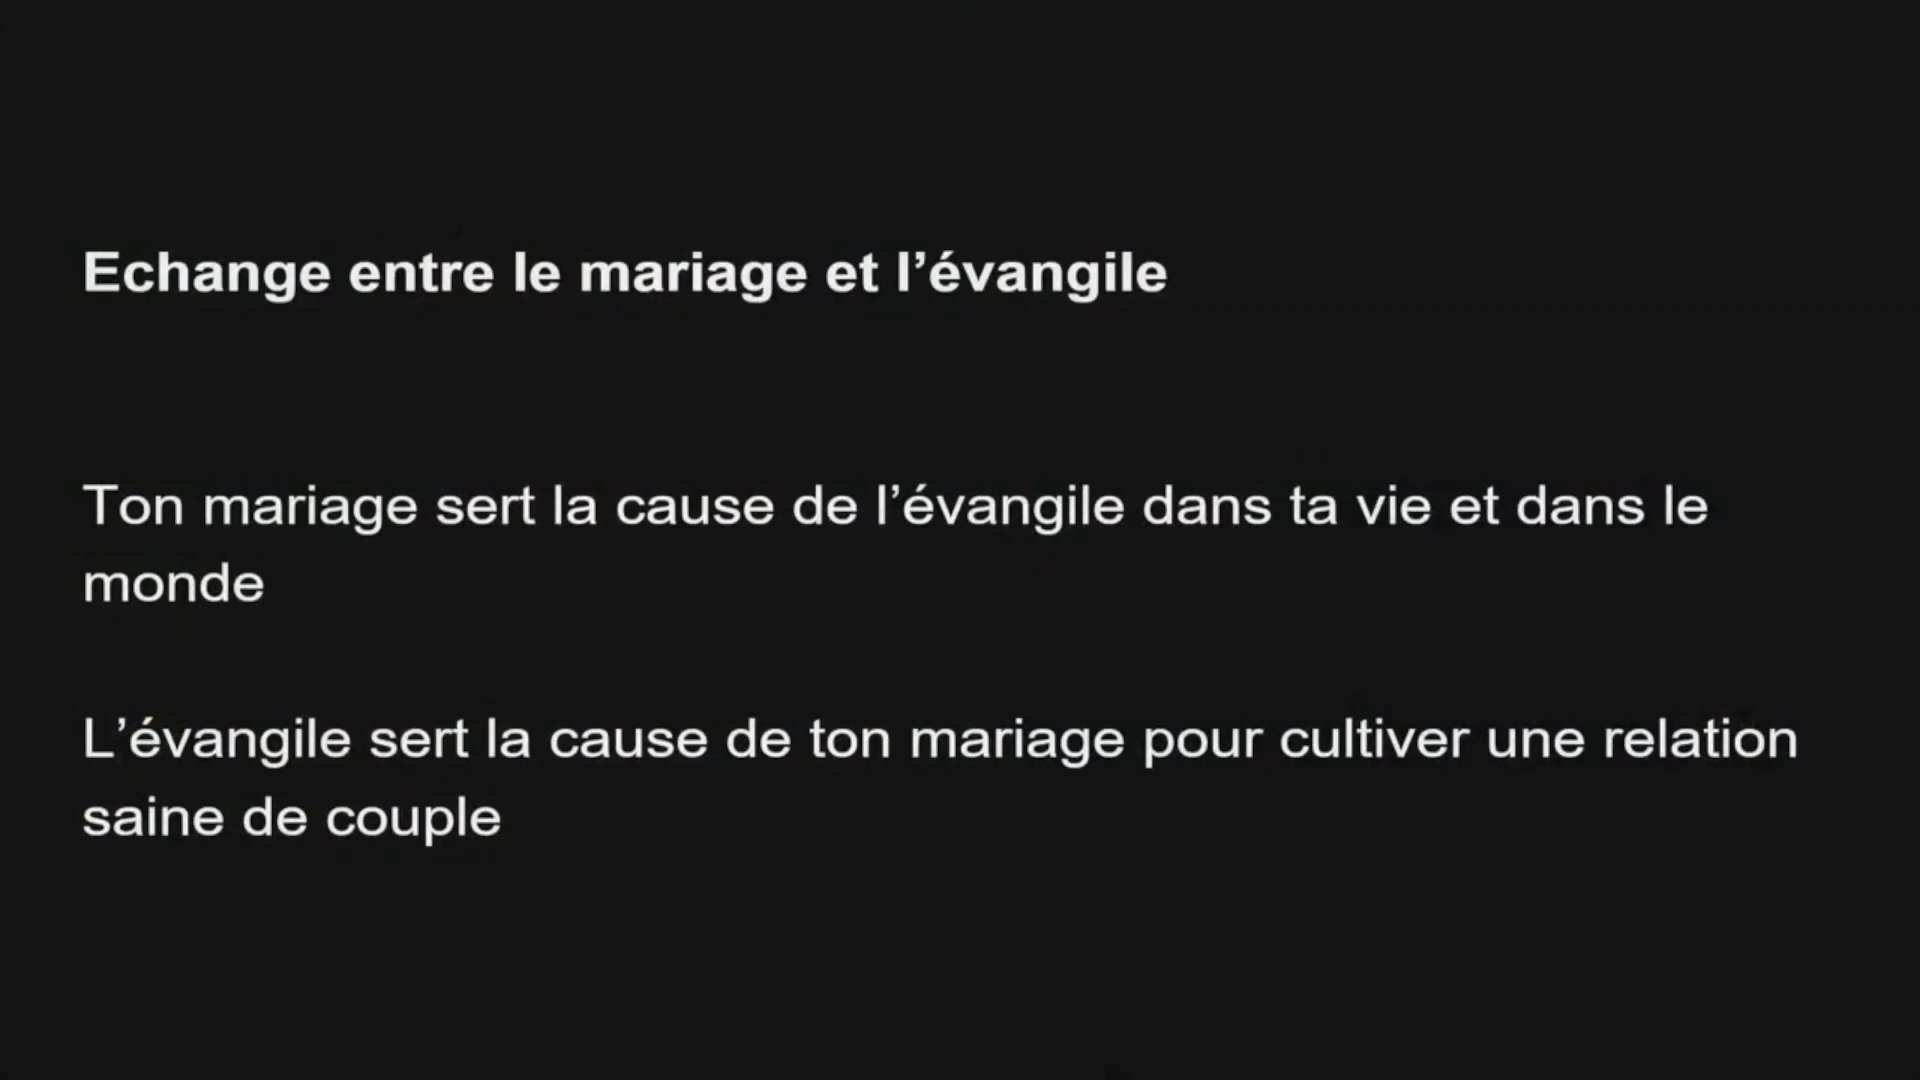 Echange entre le mariage et l’évangile
Ton mariage sert la cause de l’évangile dans ta vie et dans le
monde
L’évangile sert la cause de ton mariage pour cultiver une relation
saine de couple